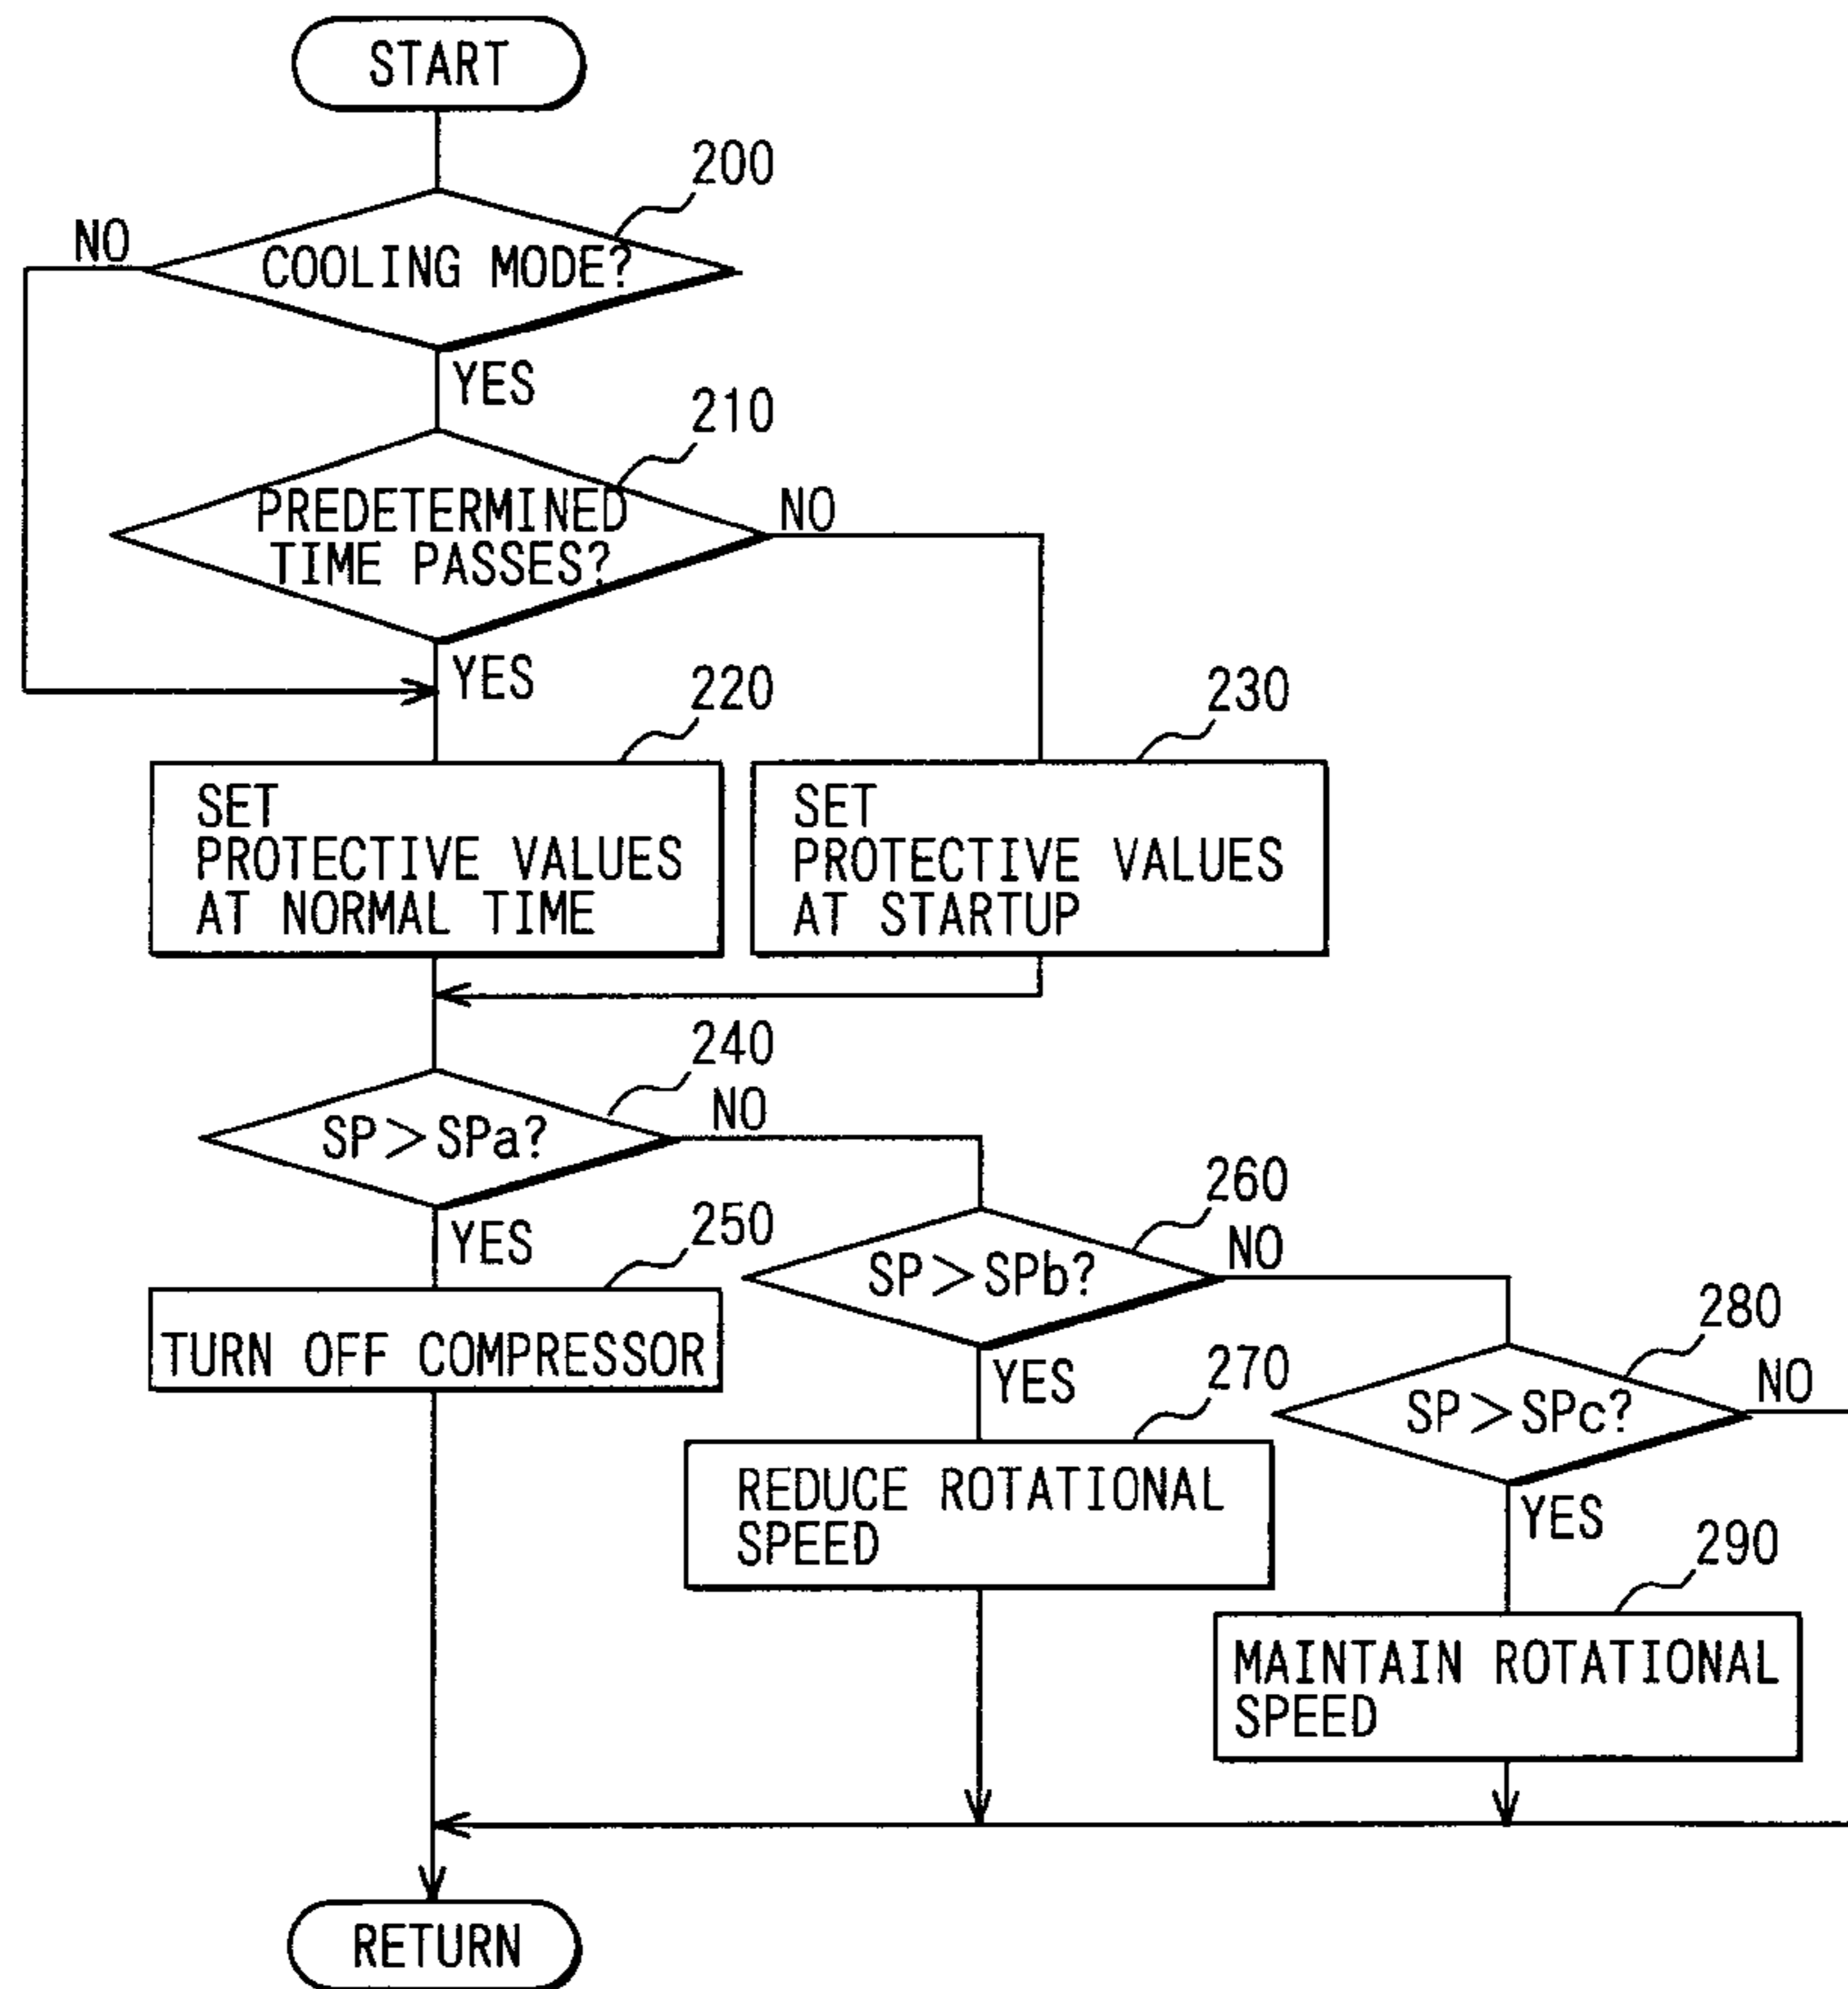 START
200
NO
COOLING MODE?
YES
210
PREDETERMINED
TIME PASSES?
NO
YES
220
230
SET
PROTECTIVE VALUES
AT NORMAL TIME
SET
PROTECTIVE VALUES
AT STARTUP
240
SP>SPa?
NO
YES
250
TURN OFF COMPRESSOR
260
SP>SPb?
NO
YES
270
REDUCE ROTATIONAL
SPEED
280
SP>SPc?
NO
YES
290
MAINTAIN ROTATIONAL
SPEED
RETURN